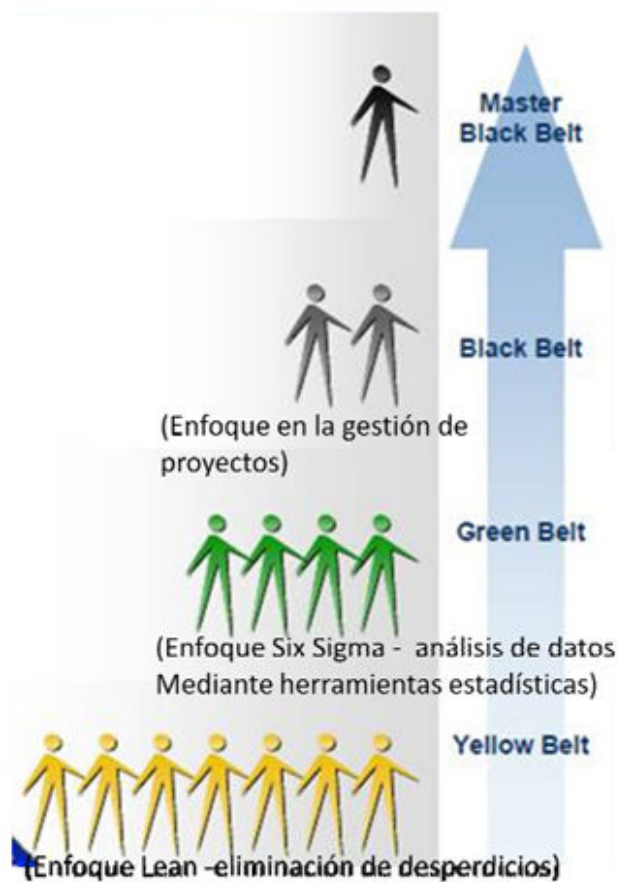 Master
Black Belt
Black Belt
(Enfoque en la gestión de
proyectos)
Green Belt
(Enfoque Six Sigma - análisis de datos
Mediante herramientas estadísticas)
Yellow Belt
(Enfoque Lean -eliminación de desperdicios)